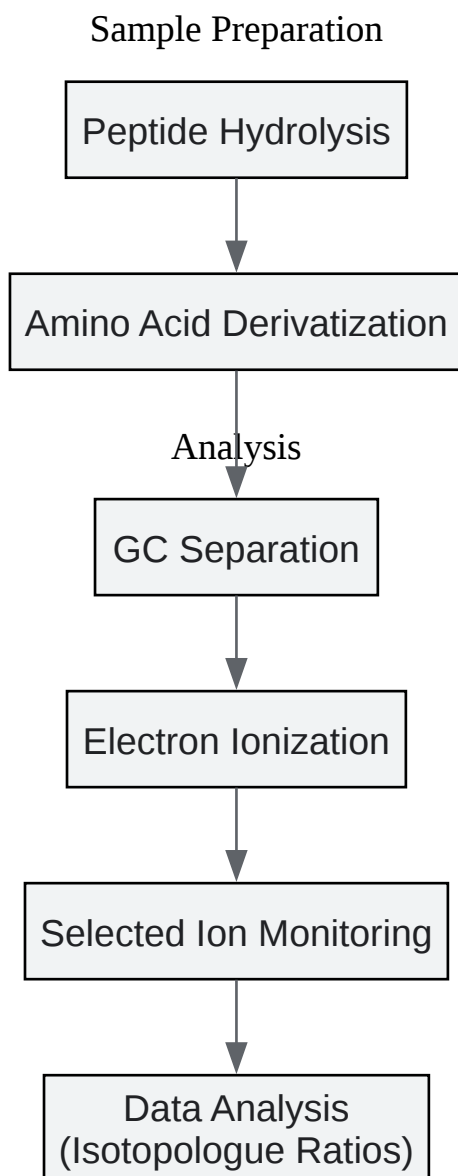 Sample Preparation
Peptide Hydrolysis
Amino Acid Derivatization
Analysis
GC Separation
Electron Ionization
Selected Ion Monitoring
Data Analysis
(Isotopologue Ratios)